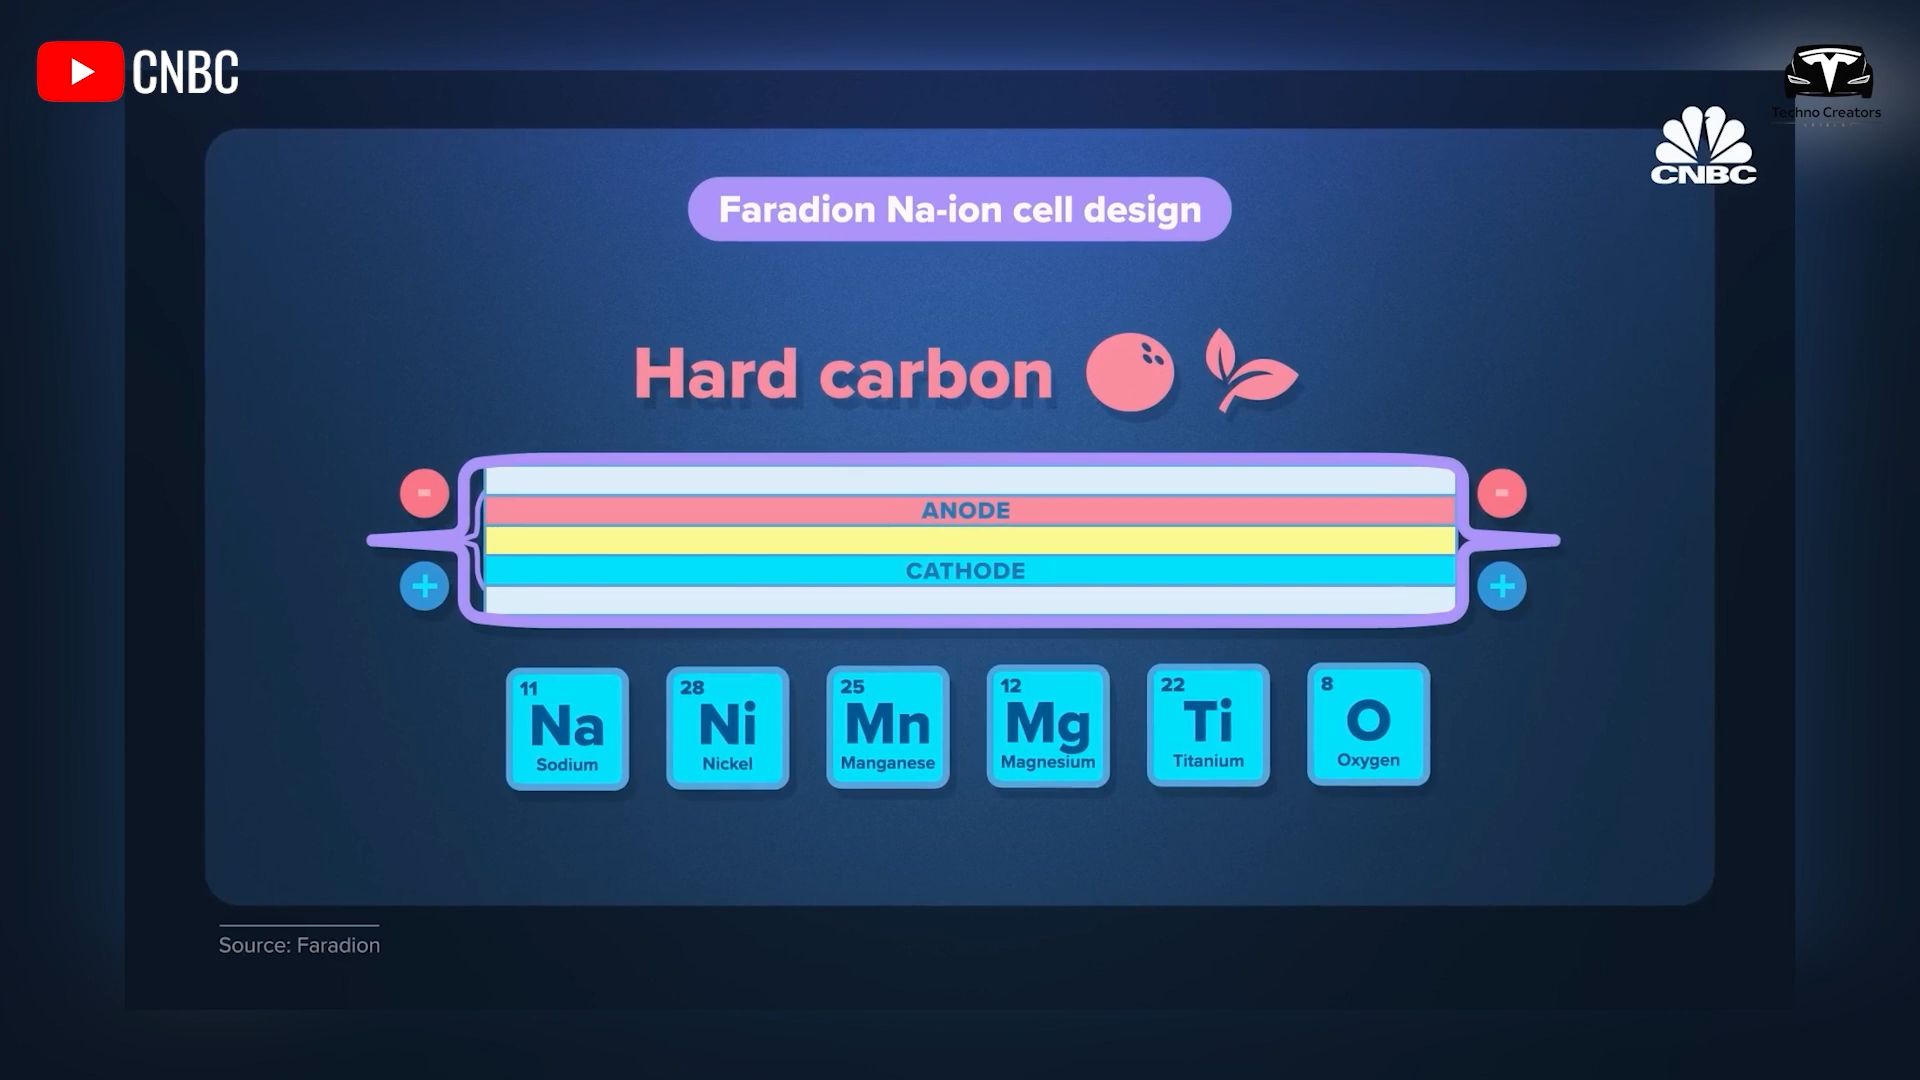 CNBC
Techno Creators
CNBC
Faradion Na-ion cell design
Hard carbon
-
-
ANODE
CATHODE
+
+
11
Na
Sodium
28
Ni
Nickel
25
Mn
Manganese
12
Mg
Magnesium
22
Ti
Titanium
8
O
Oxygen
Source: Faradion